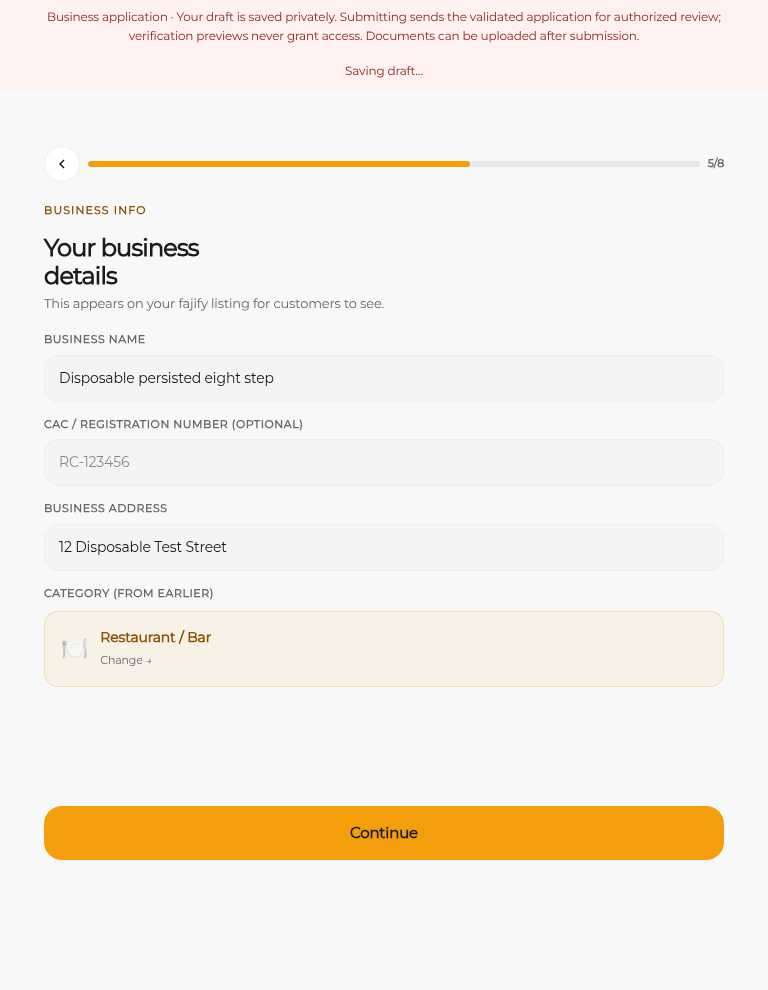 Business application · Your draft is saved privately. Submitting sends the validated application for authorized review;
verification previews never grant access. Documents can be uploaded after submission.
Saving draft...
5/8
BUSINESS INFO
Your business
details
This appears on your fajify listing for customers to see.
BUSINESS NAME
Disposable persisted eight step
CAC / REGISTRATION NUMBER (OPTIONAL)
RC-123456
BUSINESS ADDRESS
12 Disposable Test Street
CATEGORY (FROM EARLIER)
Restaurant / Bar
Change →
Continue